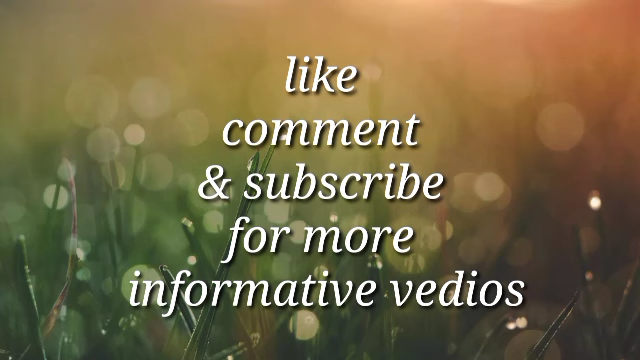 like
comment
& subscribe
for more
informative vedios